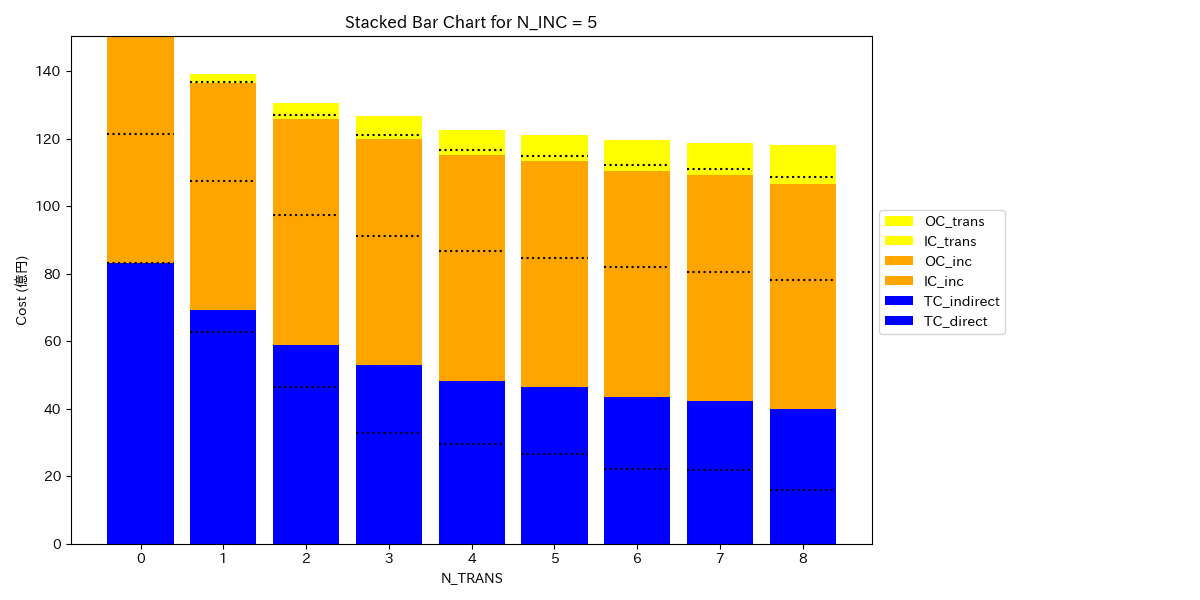 Stacked Bar Chart for N_INC = 5
Cost (億円)
140
120
100
80
60
40
20
0
0 1 2 3 4 5 6 7 8
N_TRANS
OC_trans
IC_trans
OC_inc
IC_inc
TC_indirect
TC_direct